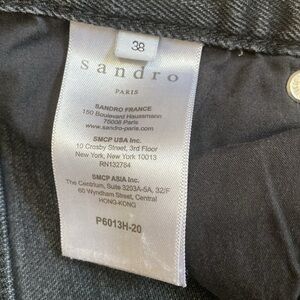 38
sandro
PARIS
SANDRO FRANCE
150 Boulevard Haussmann
75008 Paris
www.sandro-paris.com
SMCP USA Inc.
10 Crosby Street, 3rd Floor
New York, New York 10013
RN132784
SMCP ASIA Inc.
The Centrium, Suite 3203A-5A, 32/F
60 Wyndham Street, Central
HONG-KONG
P6013H-20